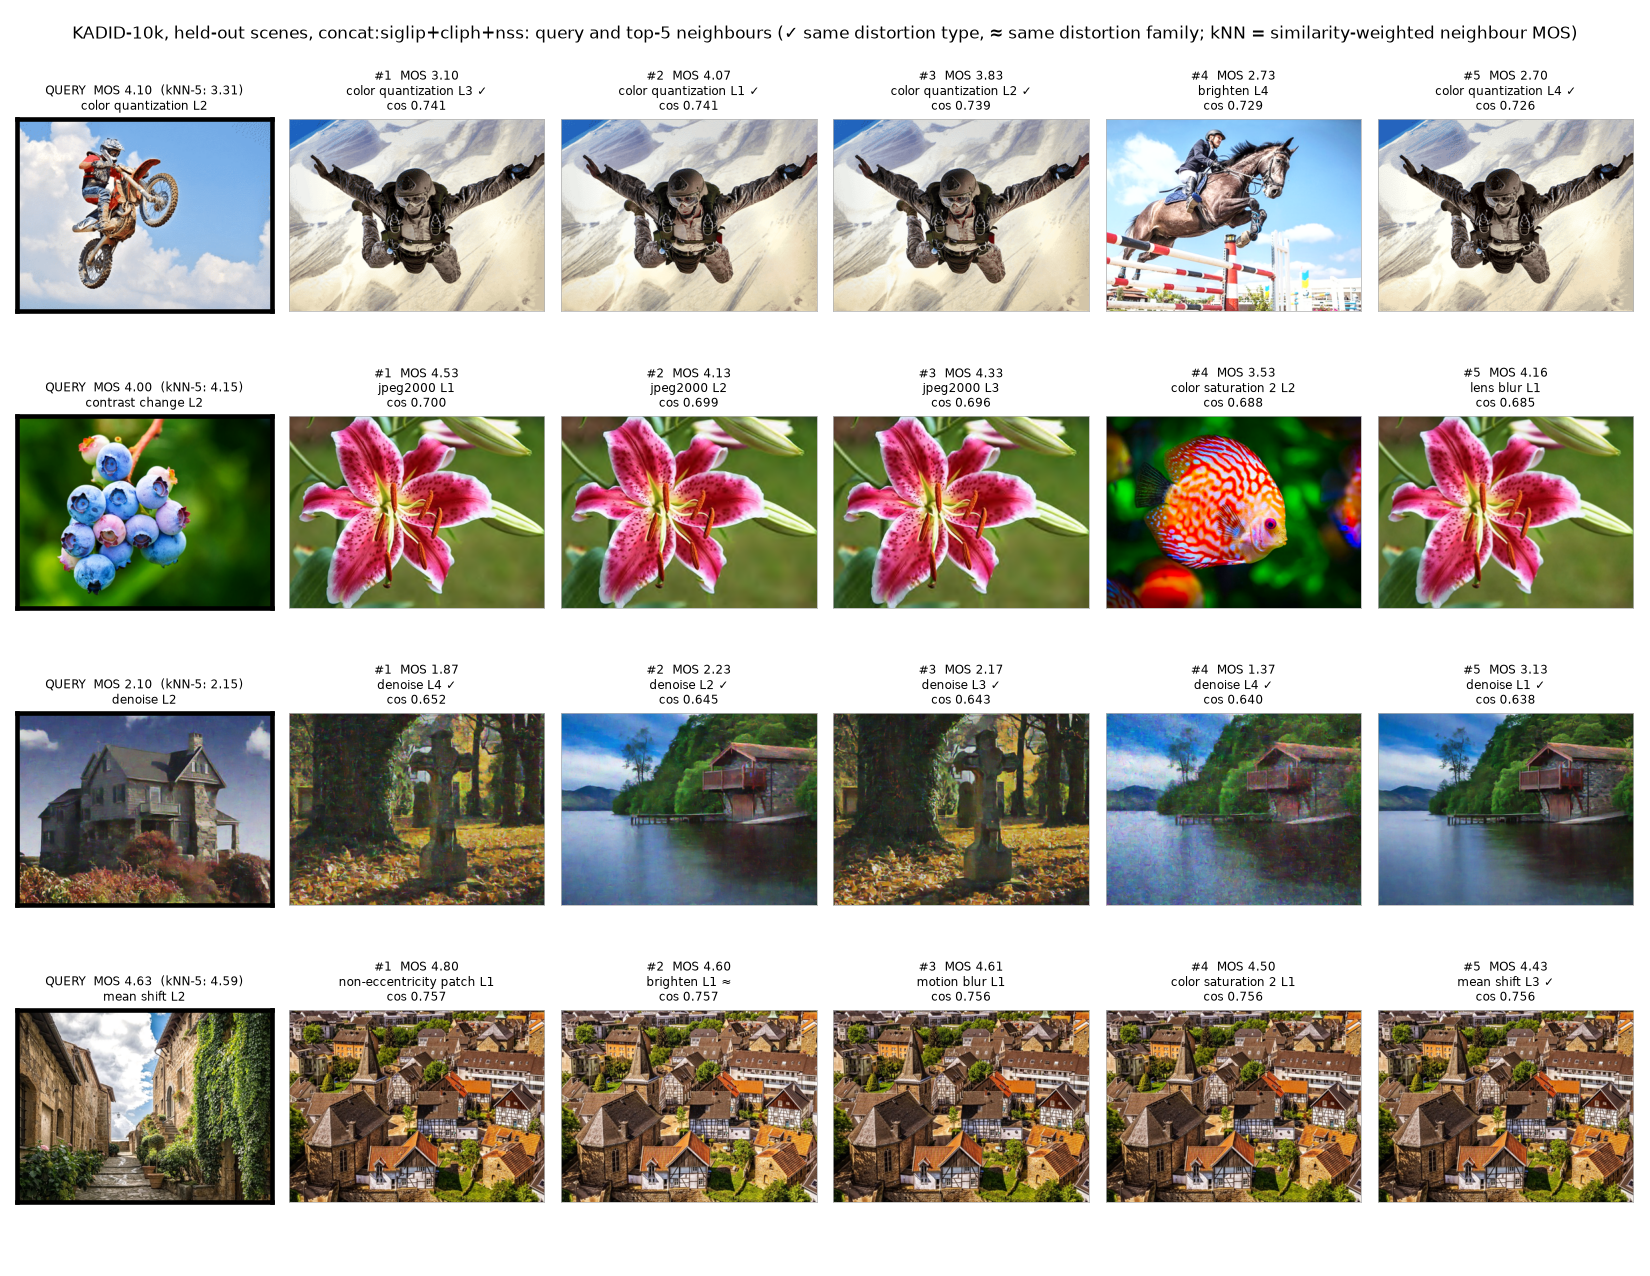 KADID-10k, held-out scenes, concat:siglip+cliph+nss: query and top-5 neighbours (✓ same distortion type, ≈ same distortion family; kNN = similarity-weighted neighbour MOS)
QUERY MOS 4.10 (kNN-5: 3.31)
color quantization L2
#1 MOS 3.10
color quantization L3 ✓
cos 0.741
#2 MOS 4.07
color quantization L1 ✓
cos 0.741
#3 MOS 3.83
color quantization L2 ✓
cos 0.739
#4 MOS 2.73
brighten L4
cos 0.729
#5 MOS 2.70
color quantization L4 ✓
cos 0.726
QUERY MOS 4.00 (kNN-5: 4.15)
contrast change L2
#1 MOS 4.53
jpeg2000 L1
cos 0.700
#2 MOS 4.13
jpeg2000 L2
cos 0.699
#3 MOS 4.33
jpeg2000 L3
cos 0.696
#4 MOS 3.53
color saturation 2 L2
cos 0.688
#5 MOS 4.16
lens blur L1
cos 0.685
QUERY MOS 2.10 (kNN-5: 2.15)
denoise L2
#1 MOS 1.87
denoise L4 ✓
cos 0.652
#2 MOS 2.23
denoise L2 ✓
cos 0.645
#3 MOS 2.17
denoise L3 ✓
cos 0.643
#4 MOS 1.37
denoise L4 ✓
cos 0.640
#5 MOS 3.13
denoise L1 ✓
cos 0.638
QUERY MOS 4.63 (kNN-5: 4.59)
mean shift L2
#1 MOS 4.80
non-eccentricity patch L1
cos 0.757
#2 MOS 4.60
brighten L1 ≈
cos 0.757
#3 MOS 4.61
motion blur L1
cos 0.756
#4 MOS 4.50
color saturation 2 L1
cos 0.756
#5 MOS 4.43
mean shift L3 ✓
cos 0.756